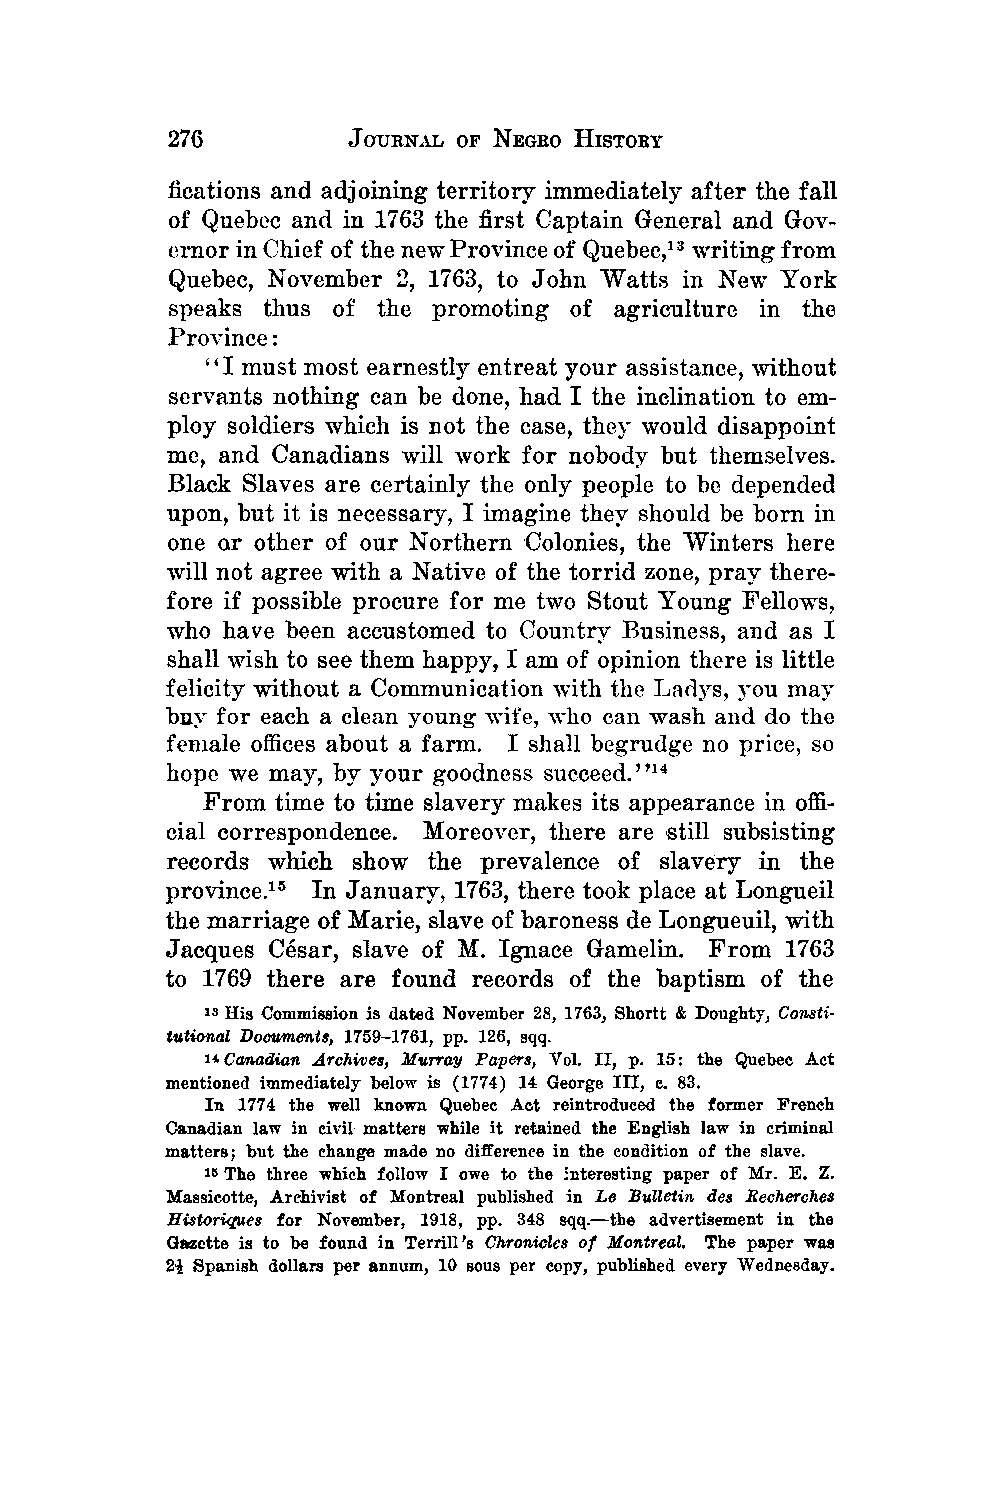 276 JOURNAL OF NEGRO HISTORY
fications and adjoining territory immediately after the fall
of Quebec and in 1763 the first Captain General and Gov-
ernor in Chief of the new Province of Quebec,¹³ writing from
Quebec, November 2, 1763, to John Watts in New York
speaks thus of the promoting of agriculture in the
Province:
"I must most earnestly entreat your assistance, without
servants nothing can be done, had I the inclination to em-
ploy soldiers which is not the case, they would disappoint
me, and Canadians will work for nobody but themselves.
Black Slaves are certainly the only people to be depended
upon, but it is necessary, I imagine they should be born in
one or other of our Northern Colonies, the Winters here
will not agree with a Native of the torrid zone, pray there-
fore if possible procure for me two Stout Young Fellows,
who have been accustomed to Country Business, and as I
shall wish to see them happy, I am of opinion there is little
felicity without a Communication with the Ladys, you may
buy for each a clean young wife, who can wash and do the
female offices about a farm. I shall begrudge no price, so
hope we may, by your goodness succeed."¹⁴
From time to time slavery makes its appearance in offi-
cial correspondence. Moreover, there are still subsisting
records which show the prevalence of slavery in the
province.¹⁵ In January, 1763, there took place at Longueil
the marriage of Marie, slave of baroness de Longueuil, with
Jacques César, slave of M. Ignace Gamelin. From 1763
to 1769 there are found records of the baptism of the
¹³ His Commission is dated November 28, 1763, Shortt & Doughty, Consti-
tutional Documents, 1759–1761, pp. 126, sqq.
¹⁴ Canadian Archives, Murray Papers, Vol. II, p. 15: the Quebec Act
mentioned immediately below is (1774) 14 George III, c. 83.
In 1774 the well known Quebec Act reintroduced the former French
Canadian law in civil matters while it retained the English law in criminal
matters; but the change made no difference in the condition of the slave.
¹⁵ The three which follow I owe to the interesting paper of Mr. E. Z.
Massicotte, Archivist of Montreal published in Le Bulletin des Recherches
Historiques for November, 1918, pp. 348 sqq.—the advertisement in the
Gazette is to be found in Terrill's Chronicles of Montreal. The paper was
2½ Spanish dollars per annum, 10 sous per copy, published every Wednesday.